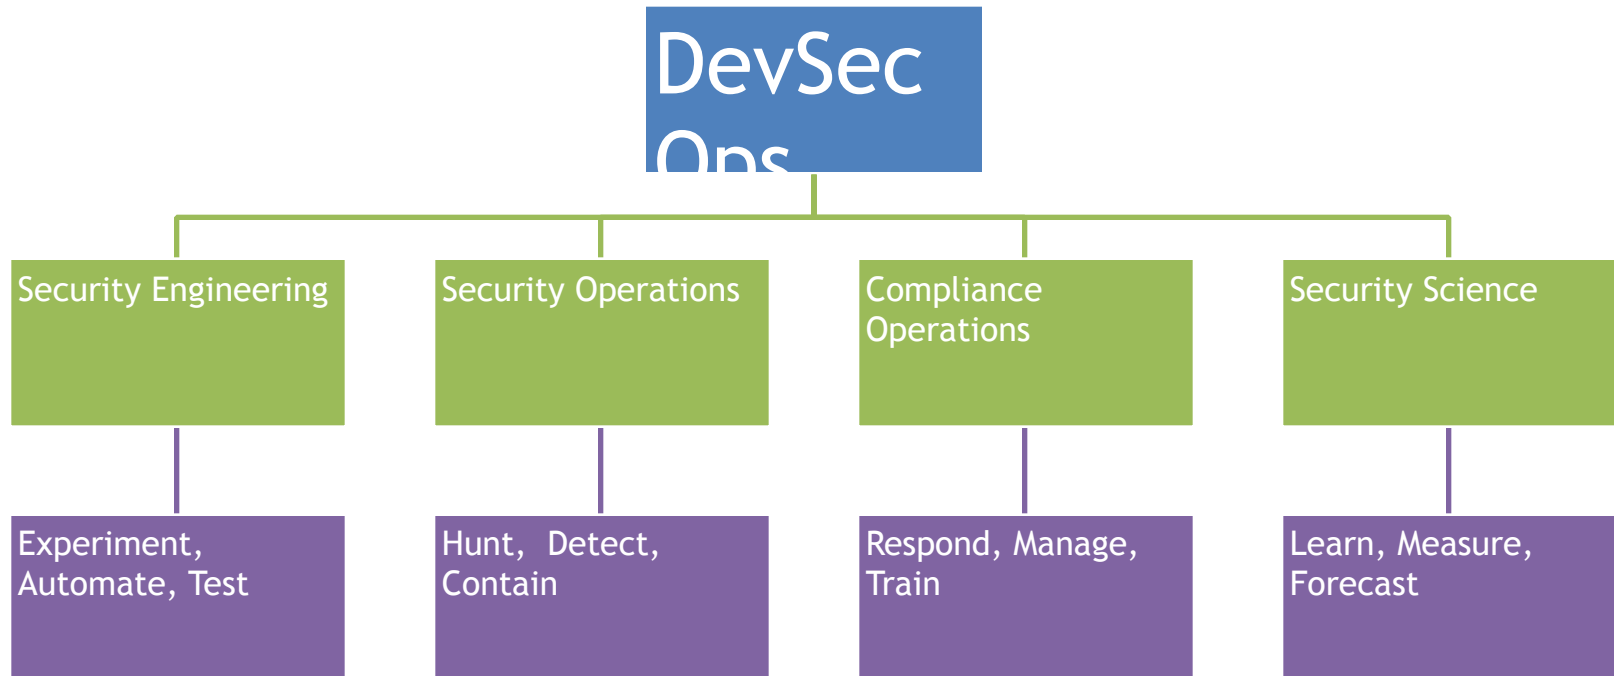 DevSec
Ops
Security Engineering
Security Operations
Compliance
Operations
Security Science
Experiment,
Automate, Test
Hunt,  Detect,
Contain
Respond, Manage,
Train
Learn, Measure,
Forecast